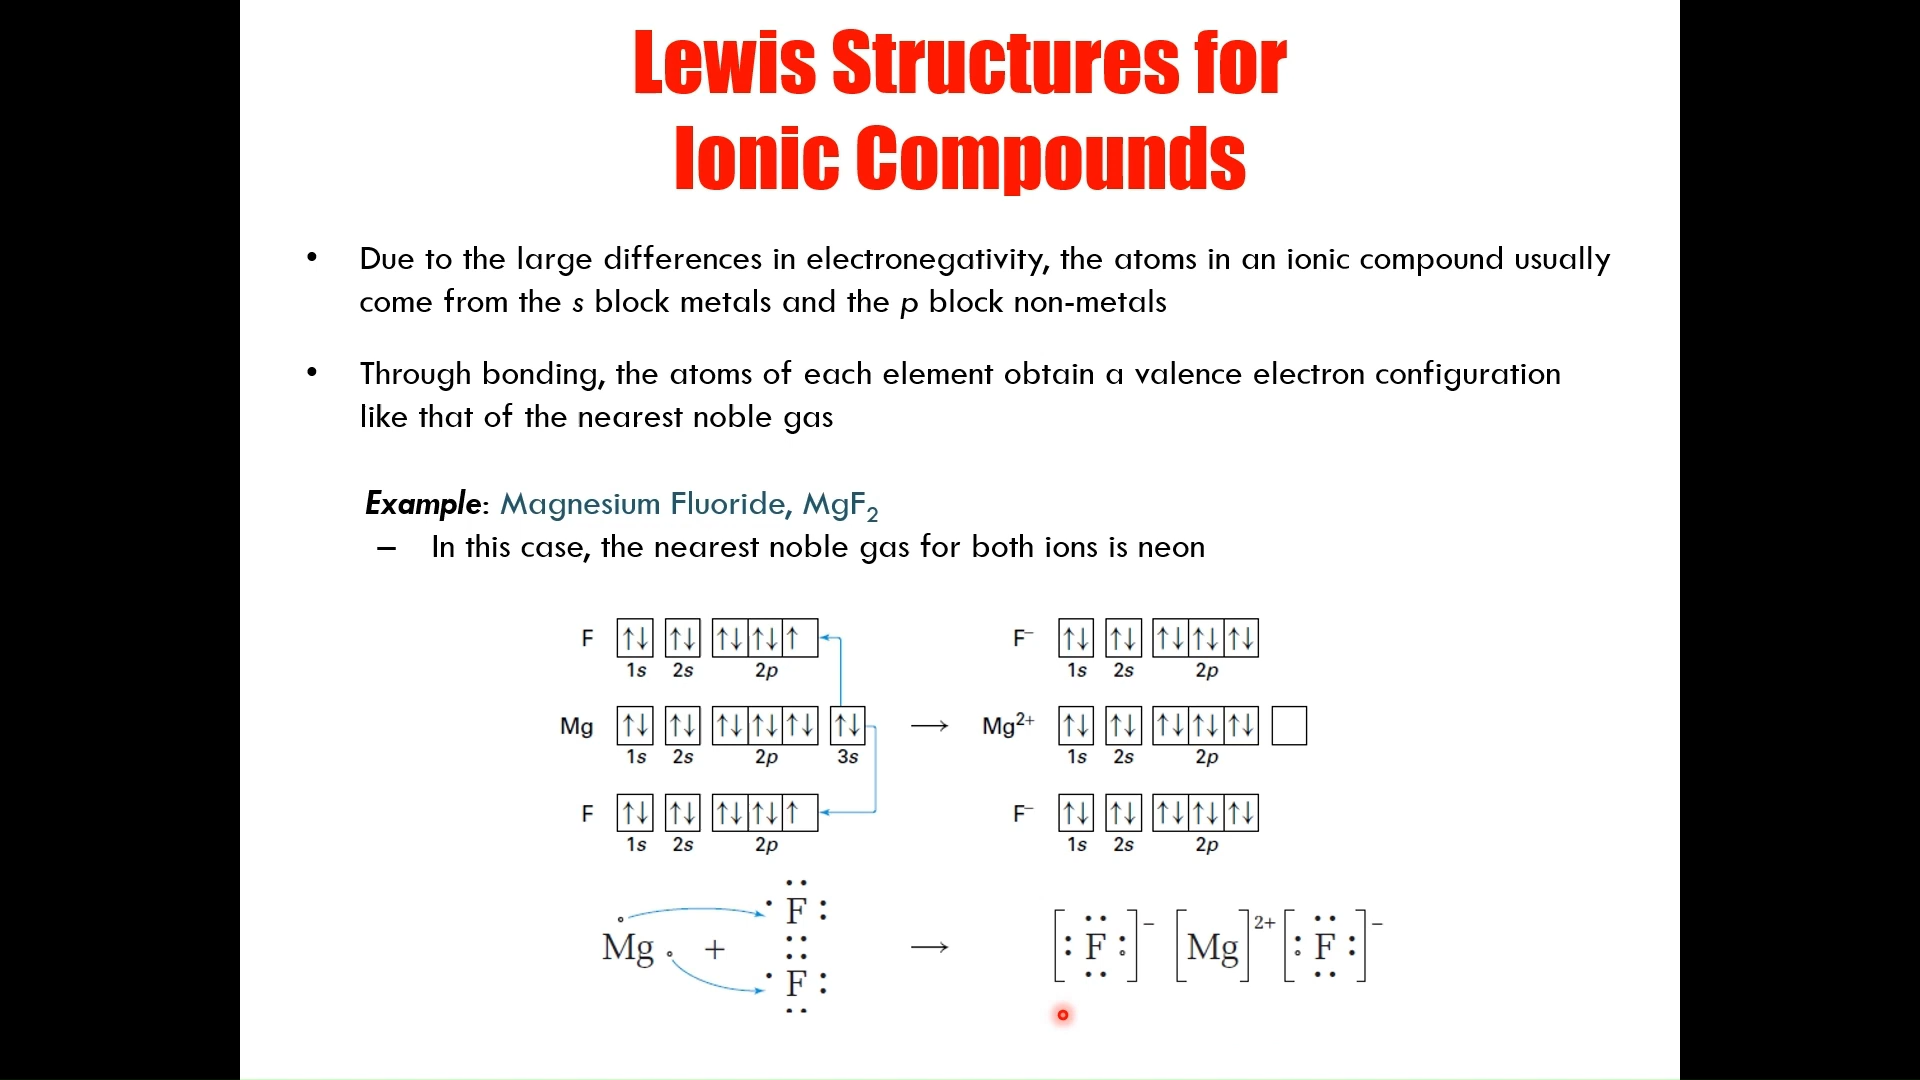 Lewis Structures for
Ionic Compounds
• Due to the large differences in electronegativity, the atoms in an ionic compound usually
come from the s block metals and the p block non-metals
• Through bonding, the atoms of each element obtain a valence electron configuration
like that of the nearest noble gas
Example: Magnesium Fluoride, MgF₂
– In this case, the nearest noble gas for both ions is neon
F ↑↓ ↑↓ ↑↓ ↑↓ ↑ F⁻ ↑↓ ↑↓ ↑↓ ↑↓ ↑↓
1s 2s 2p 1s 2s 2p
Mg ↑↓ ↑↓ ↑↓ ↑↓ ↑↓ ↑↓ → Mg²⁺ ↑↓ ↑↓ ↑↓ ↑↓ ↑↓
1s 2s 2p 3s 1s 2s 2p
F ↑↓ ↑↓ ↑↓ ↑↓ ↑ F⁻ ↑↓ ↑↓ ↑↓ ↑↓ ↑↓
1s 2s 2p 1s 2s 2p
F
Mg + → [F]⁻ [Mg]²⁺ [F]⁻
F